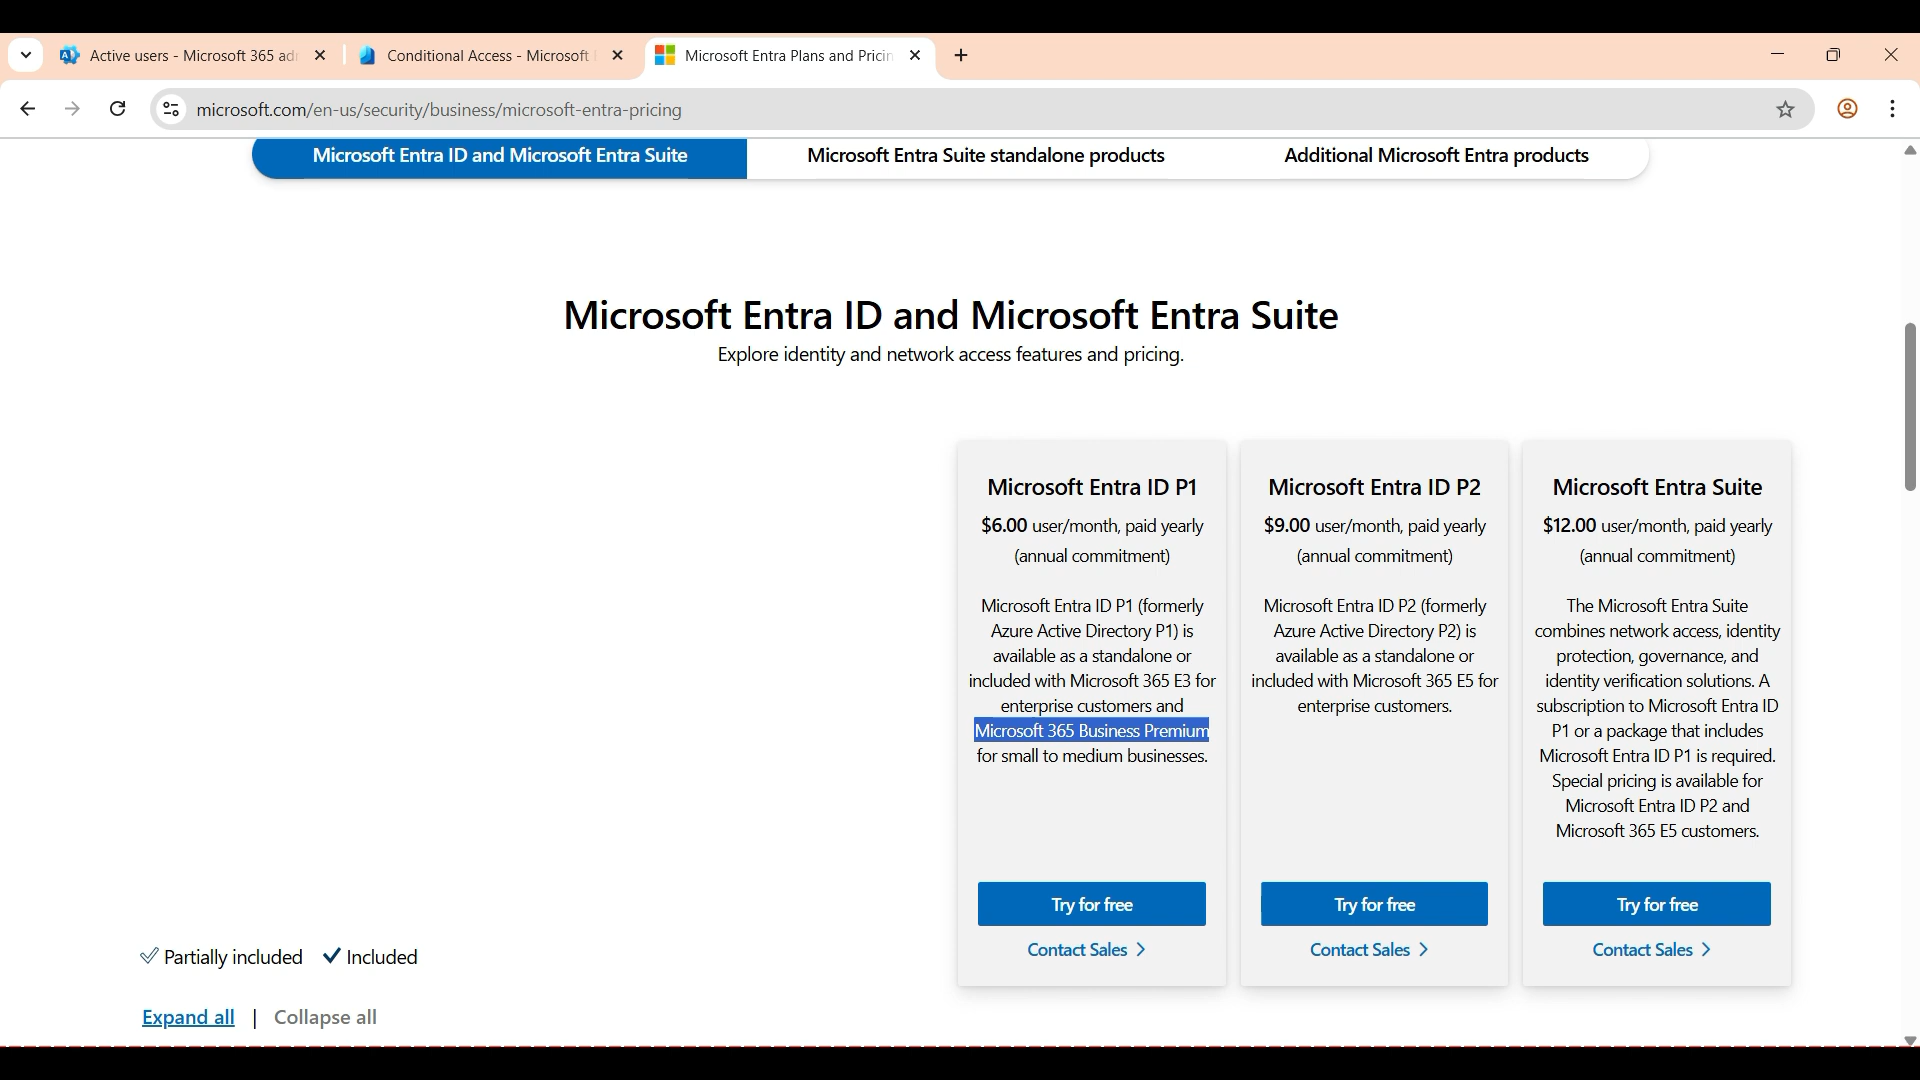 Active users - Microsoft 365 ad
Conditional Access - Microsoft
Microsoft Entra Plans and Pricin
microsoft.com/en-us/security/business/microsoft-entra-pricing
Microsoft Entra ID and Microsoft Entra Suite
Microsoft Entra Suite standalone products
Additional Microsoft Entra products
Microsoft Entra ID and Microsoft Entra Suite
Explore identity and network access features and pricing.
Microsoft Entra ID P1
$6.00 user/month, paid yearly
(annual commitment)
Microsoft Entra ID P1 (formerly
Azure Active Directory P1) is
available as a standalone or
included with Microsoft 365 E3 for
enterprise customers and
Microsoft 365 Business Premium
for small to medium businesses.
Try for free
Contact Sales
Microsoft Entra ID P2
$9.00 user/month, paid yearly
(annual commitment)
Microsoft Entra ID P2 (formerly
Azure Active Directory P2) is
available as a standalone or
included with Microsoft 365 E5 for
enterprise customers.
Try for free
Contact Sales
Microsoft Entra Suite
$12.00 user/month, paid yearly
(annual commitment)
The Microsoft Entra Suite
combines network access, identity
protection, governance, and
identity verification solutions. A
subscription to Microsoft Entra ID
P1 or a package that includes
Microsoft Entra ID P1 is required.
Special pricing is available for
Microsoft Entra ID P2 and
Microsoft 365 E5 customers.
Try for free
Contact Sales
Partially included
Included
Expand all | Collapse all